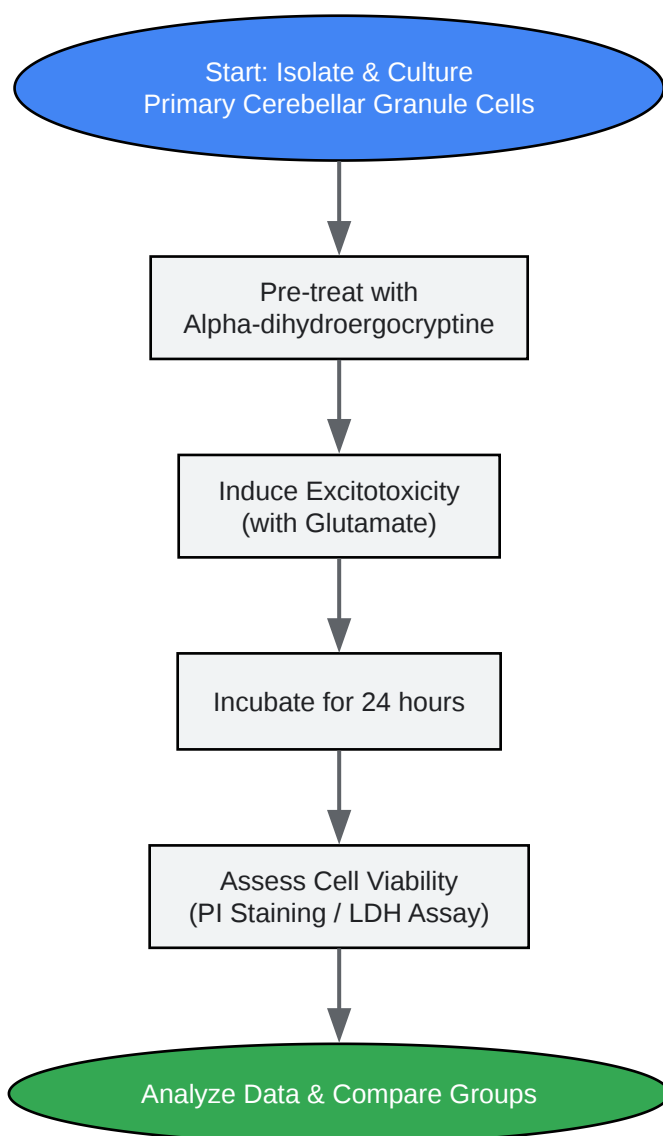 Start: Isolate & Culture
Primary Cerebellar Granule Cells
Pre-treat with
Alpha-dihydroergocryptine
Induce Excitotoxicity
(with Glutamate)
Incubate for 24 hours
Assess Cell Viability
(PI Staining / LDH Assay)
Analyze Data & Compare Groups